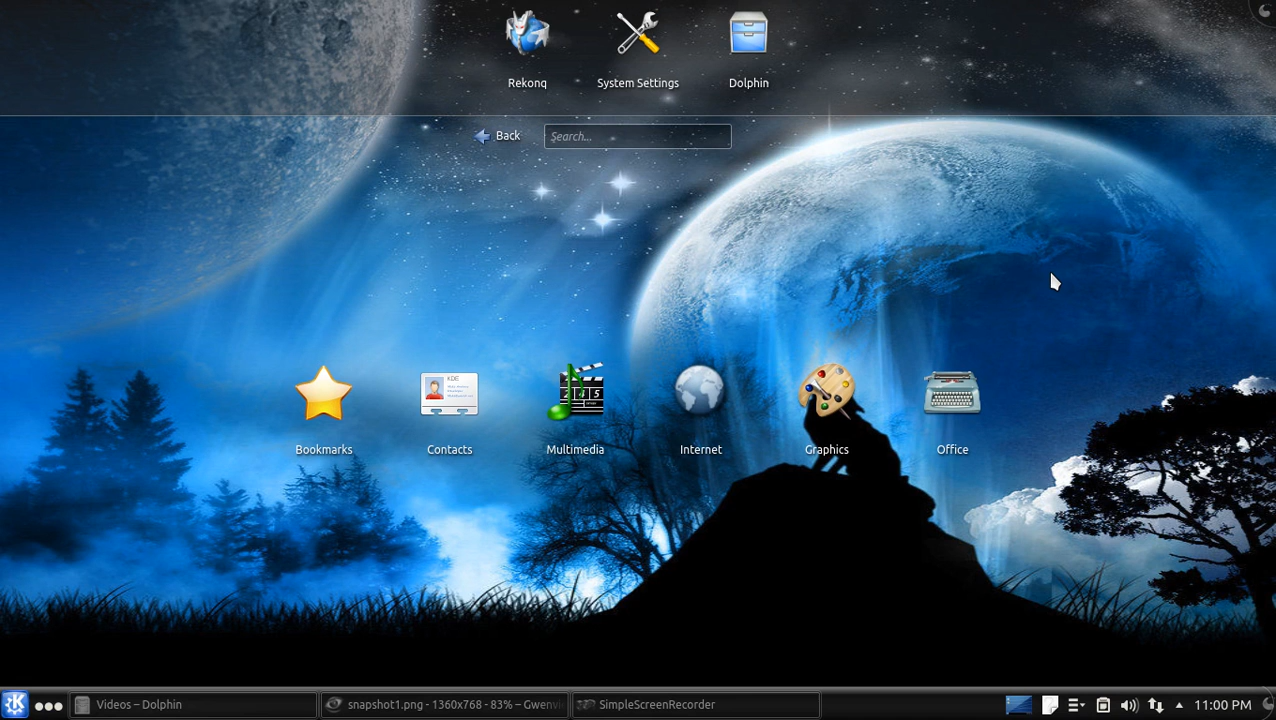 Rekonq
System Settings
Dolphin
Back
Search...
Bookmarks
Contacts
Multimedia
Internet
Graphics
Office
Videos – Dolphin
snapshot1.png - 1360x768 - 83% – Gwenvi
SimpleScreenRecorder
11:00 PM